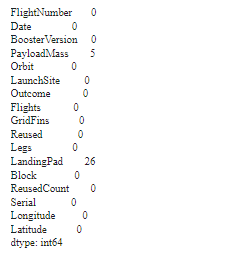 FlightNumber 0
Date 0
BoosterVersion 0
PayloadMass 5
Orbit 0
LaunchSite 0
Outcome 0
Flights 0
GridFins 0
Reused 0
Legs 0
LandingPad 26
Block 0
ReusedCount 0
Serial 0
Longitude 0
Latitude 0
dtype: int64